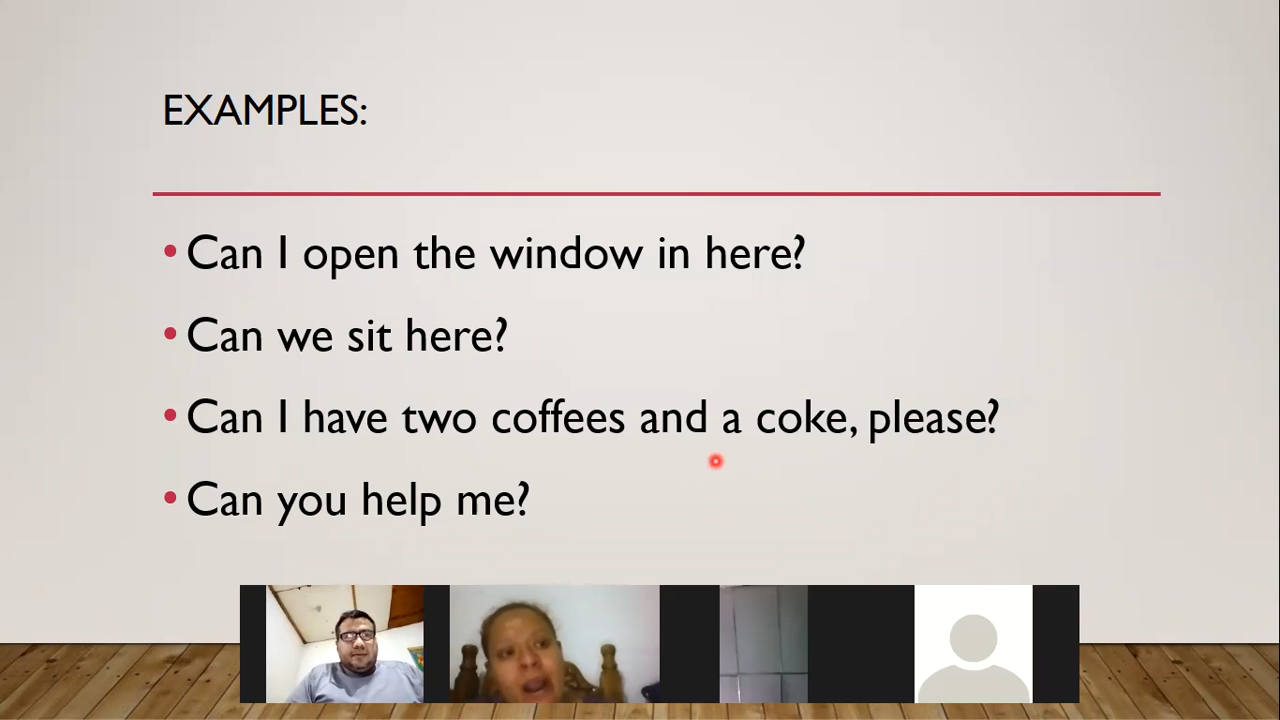 EXAMPLES:
• Can I open the window in here?
• Can we sit here?
• Can I have two coffees and a coke, please?
• Can you help me?